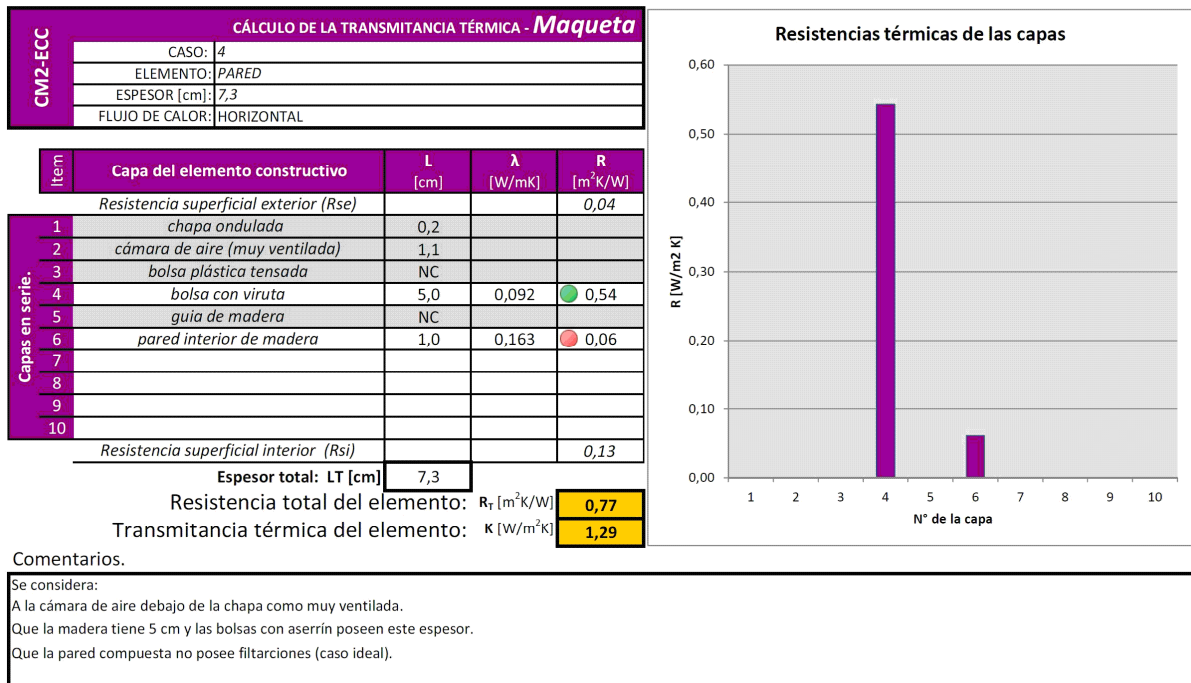 CM2-ECC
CÁLCULO DE LA TRANSMITANCIA TÉRMICA - Maqueta
CASO: 4
ELEMENTO: PARED
ESPESOR [cm]: 7,3
FLUJO DE CALOR: HORIZONTAL
Item Capa del elemento constructivo L [cm] λ [W/mK] R [m²K/W]
Resistencia superficial exterior (Rse) 0,04
Capas en serie.
1 chapa ondulada 0,2
2 cámara de aire (muy ventilada) 1,1
3 bolsa plástica tensada NC
4 bolsa con viruta 5,0 0,092 0,54
5 guia de madera NC
6 pared interior de madera 1,0 0,163 0,06
7
8
9
10
Resistencia superficial interior (Rsi) 0,13
Espesor total: LT [cm] 7,3
Resistencia total del elemento: R_T [m²K/W] 0,77
Transmitancia térmica del elemento: K [W/m²K] 1,29
Resistencias térmicas de las capas
R [W/m2 K]
0,60
0,50
0,40
0,30
0,20
0,10
0,00
1 2 3 4 5 6 7 8 9 10
N° de la capa
Comentarios.
Se considera:
A la cámara de aire debajo de la chapa como muy ventilada.
Que la madera tiene 5 cm y las bolsas con aserrín poseen este espesor.
Que la pared compuesta no posee filtarciones (caso ideal).